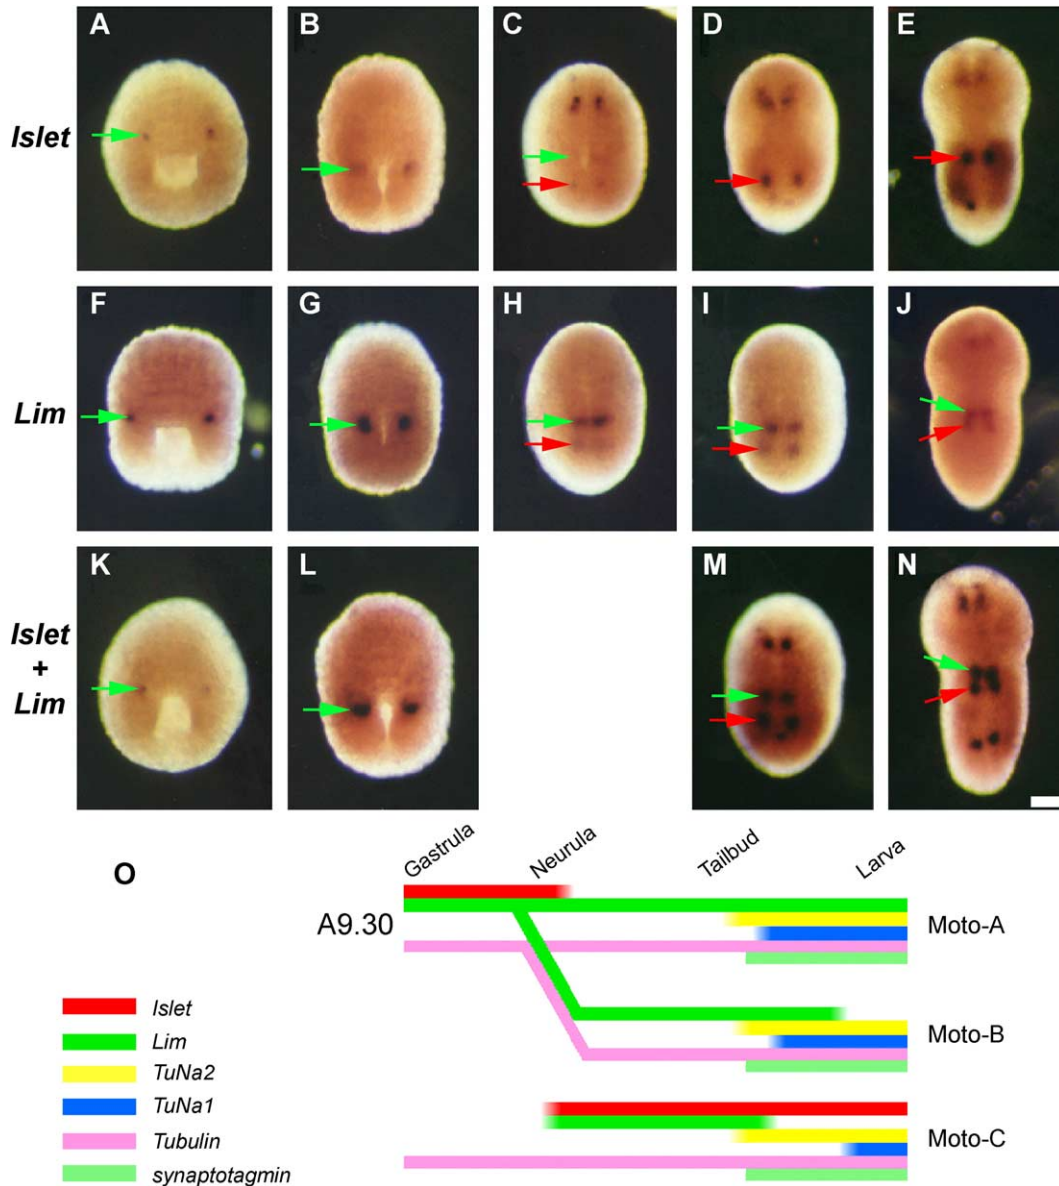 A
B
C
D
E
Islet
F
G
H
I
J
Lim
K
L
M
N
Islet
+
Lim
O
Gastrula
Neurula
Tailbud
Larva
A9.30
Moto-A
Moto-B
Moto-C
Islet
Lim
TuNa2
TuNa1
Tubulin
synaptotagmin